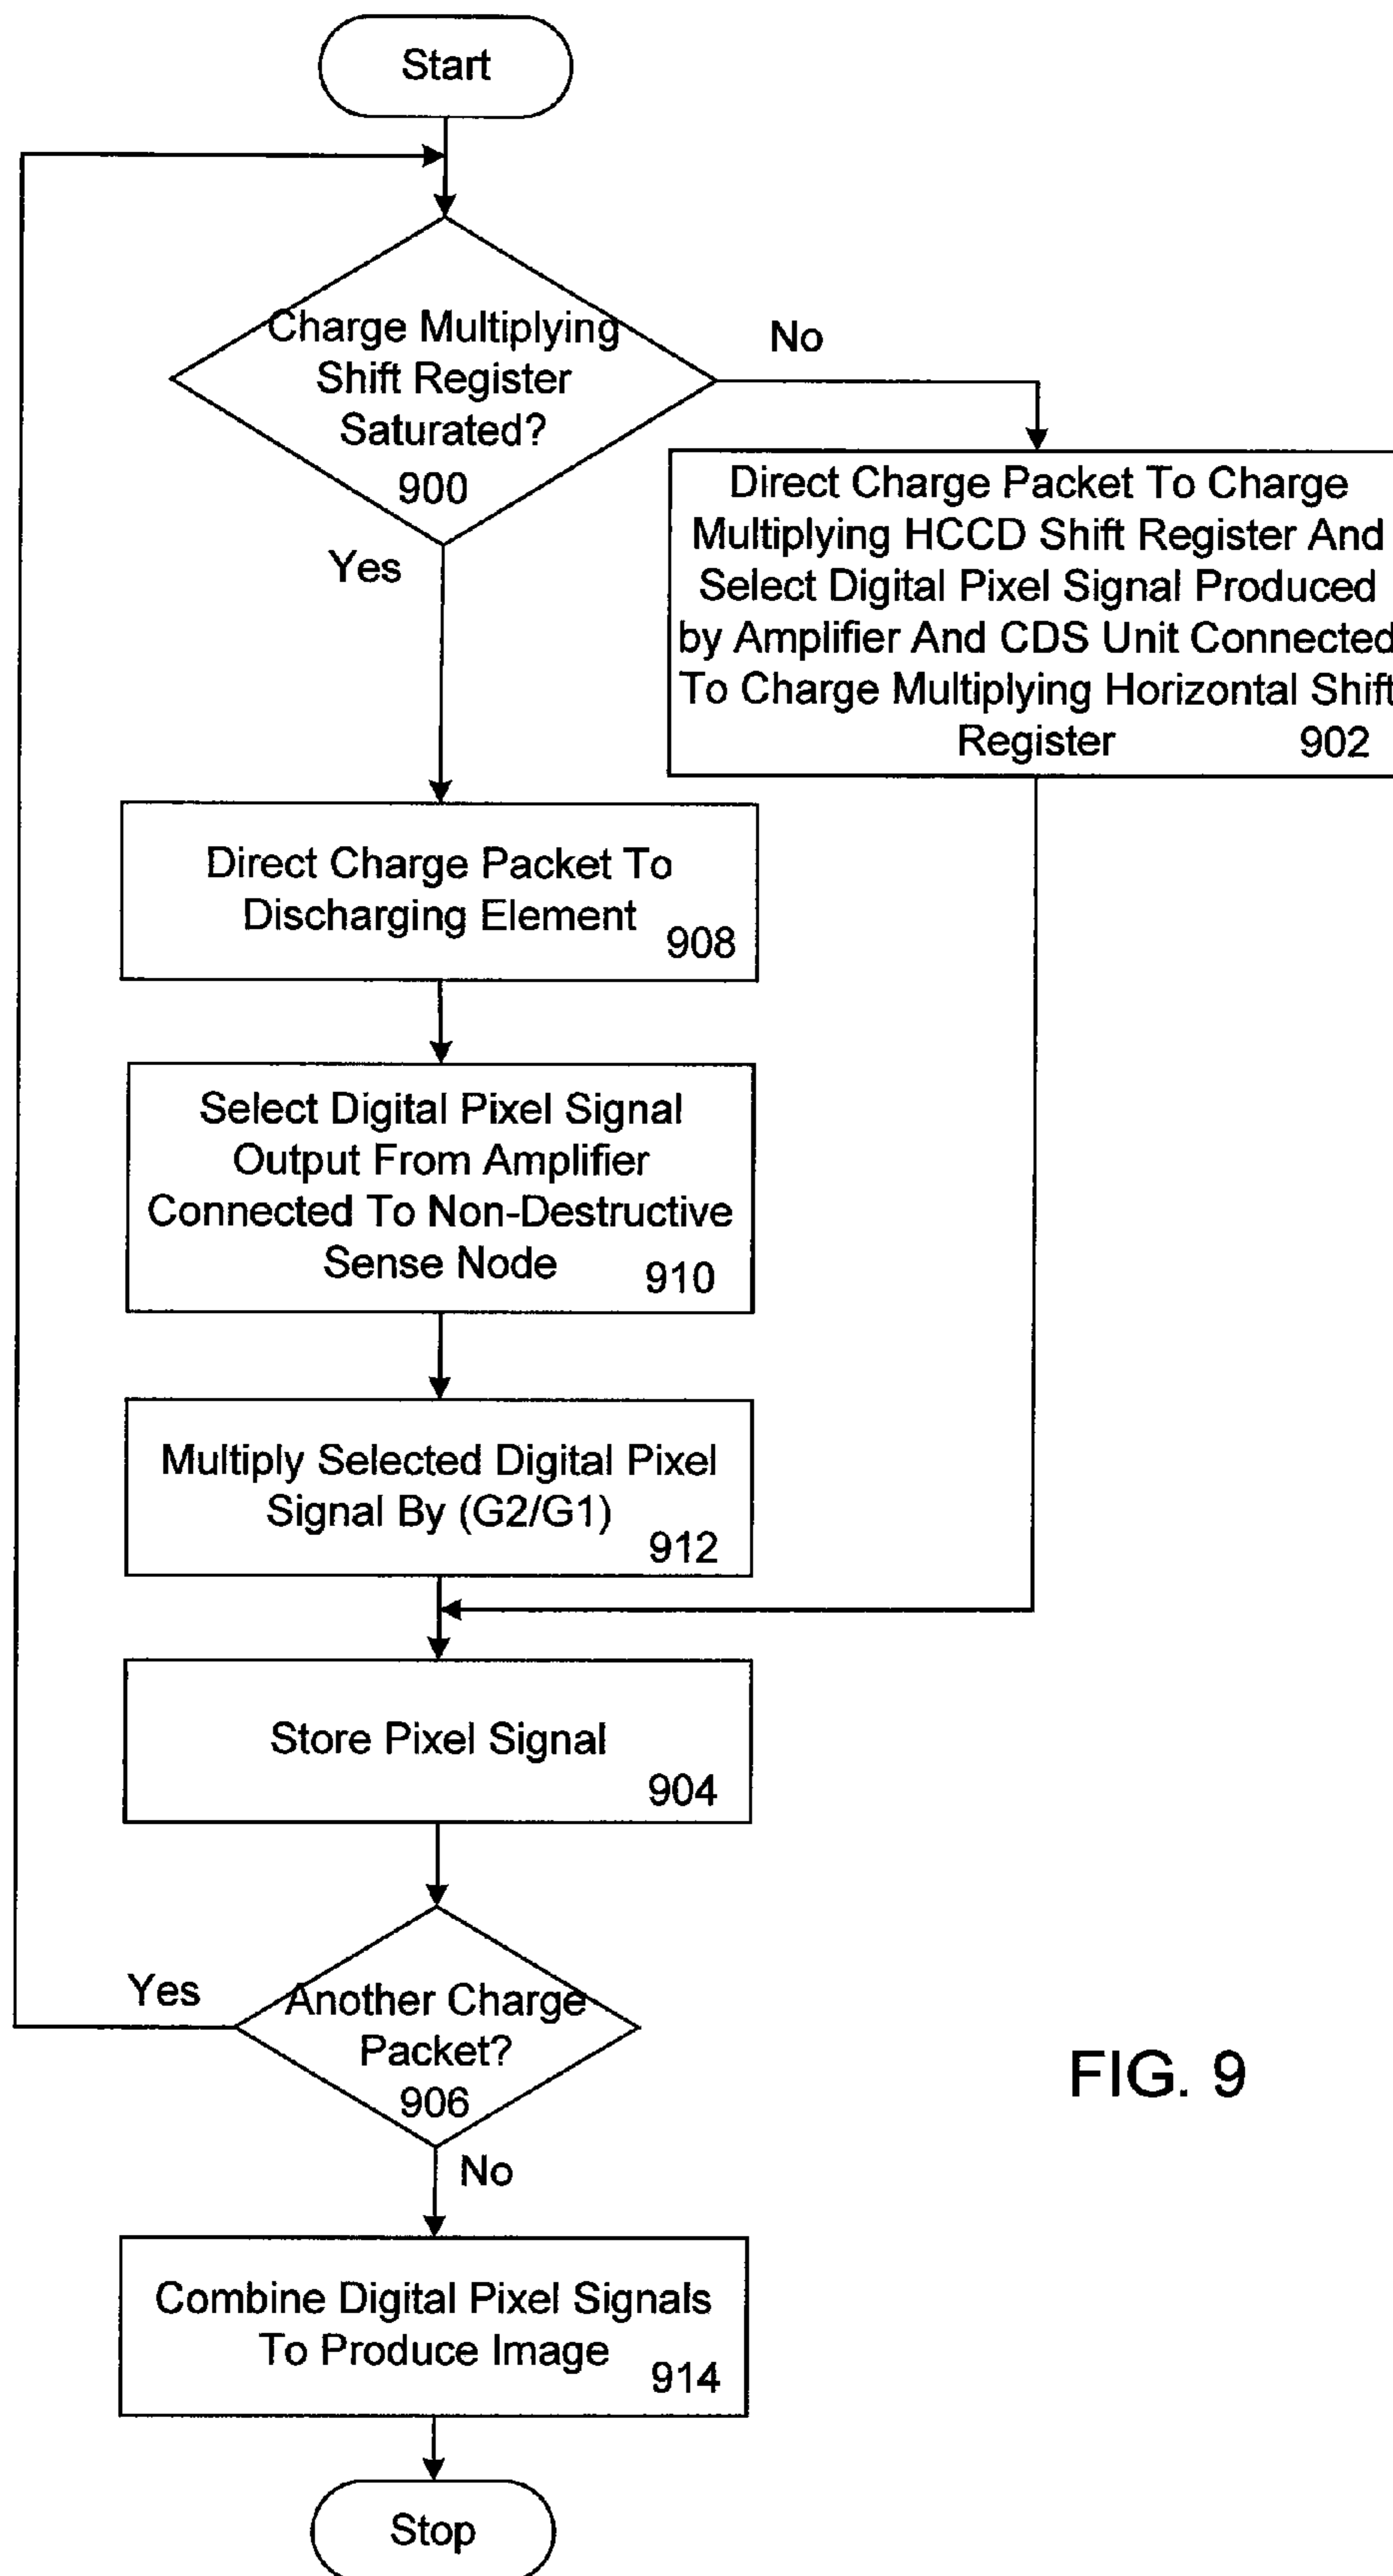 Start
Charge Multiplying
Shift Register
Saturated?
900
No
Yes
Direct Charge Packet To Charge
Multiplying HCCD Shift Register And
Select Digital Pixel Signal Produced
by Amplifier And CDS Unit Connected
To Charge Multiplying Horizontal Shift
Register 902
Direct Charge Packet To
Discharging Element
908
Select Digital Pixel Signal
Output From Amplifier
Connected To Non-Destructive
Sense Node 910
Multiply Selected Digital Pixel
Signal By (G2/G1)
912
Store Pixel Signal
904
Yes
Another Charge
Packet?
906
No
FIG. 9
Combine Digital Pixel Signals
To Produce Image
914
Stop